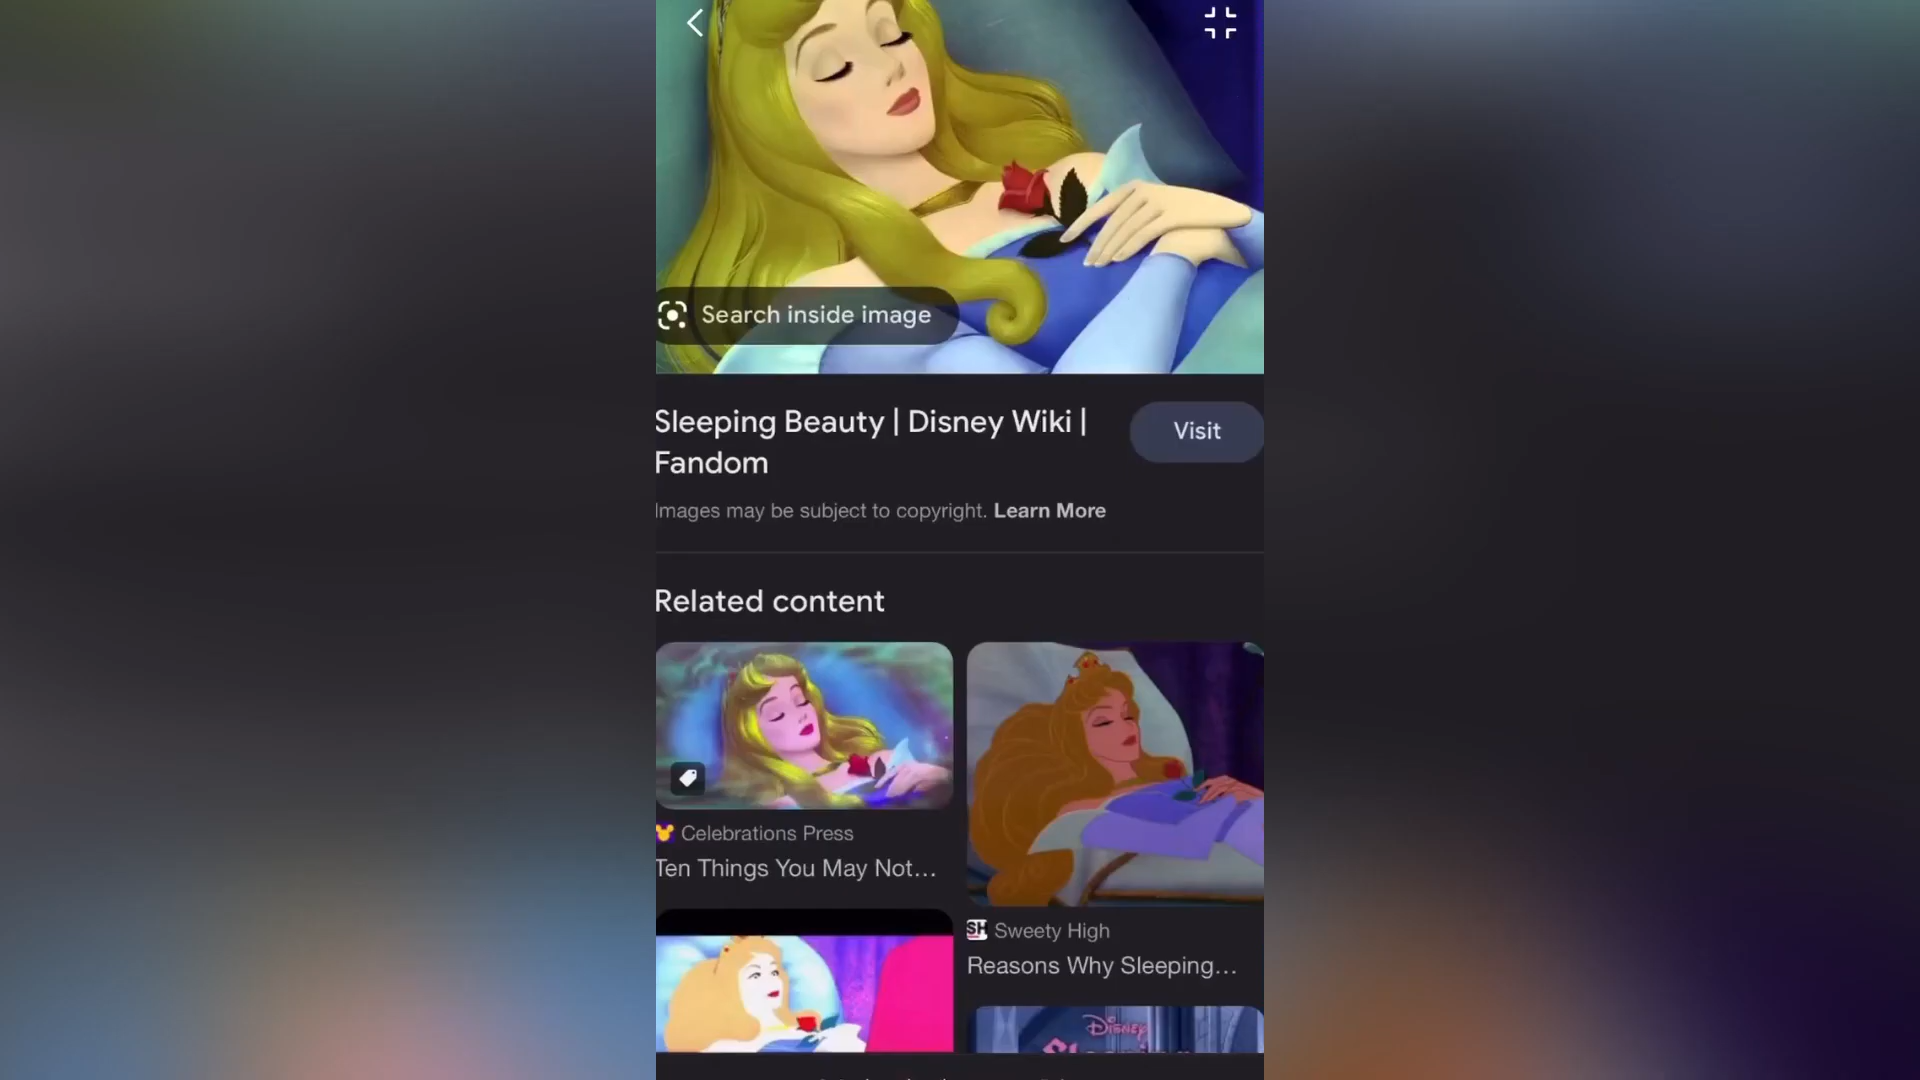 Search inside image
Sleeping Beauty | Disney Wiki |
Fandom
Visit
Images may be subject to copyright. Learn More
Related content
Celebrations Press
Ten Things You May Not...
SH Sweety High
Reasons Why Sleeping...
Disney